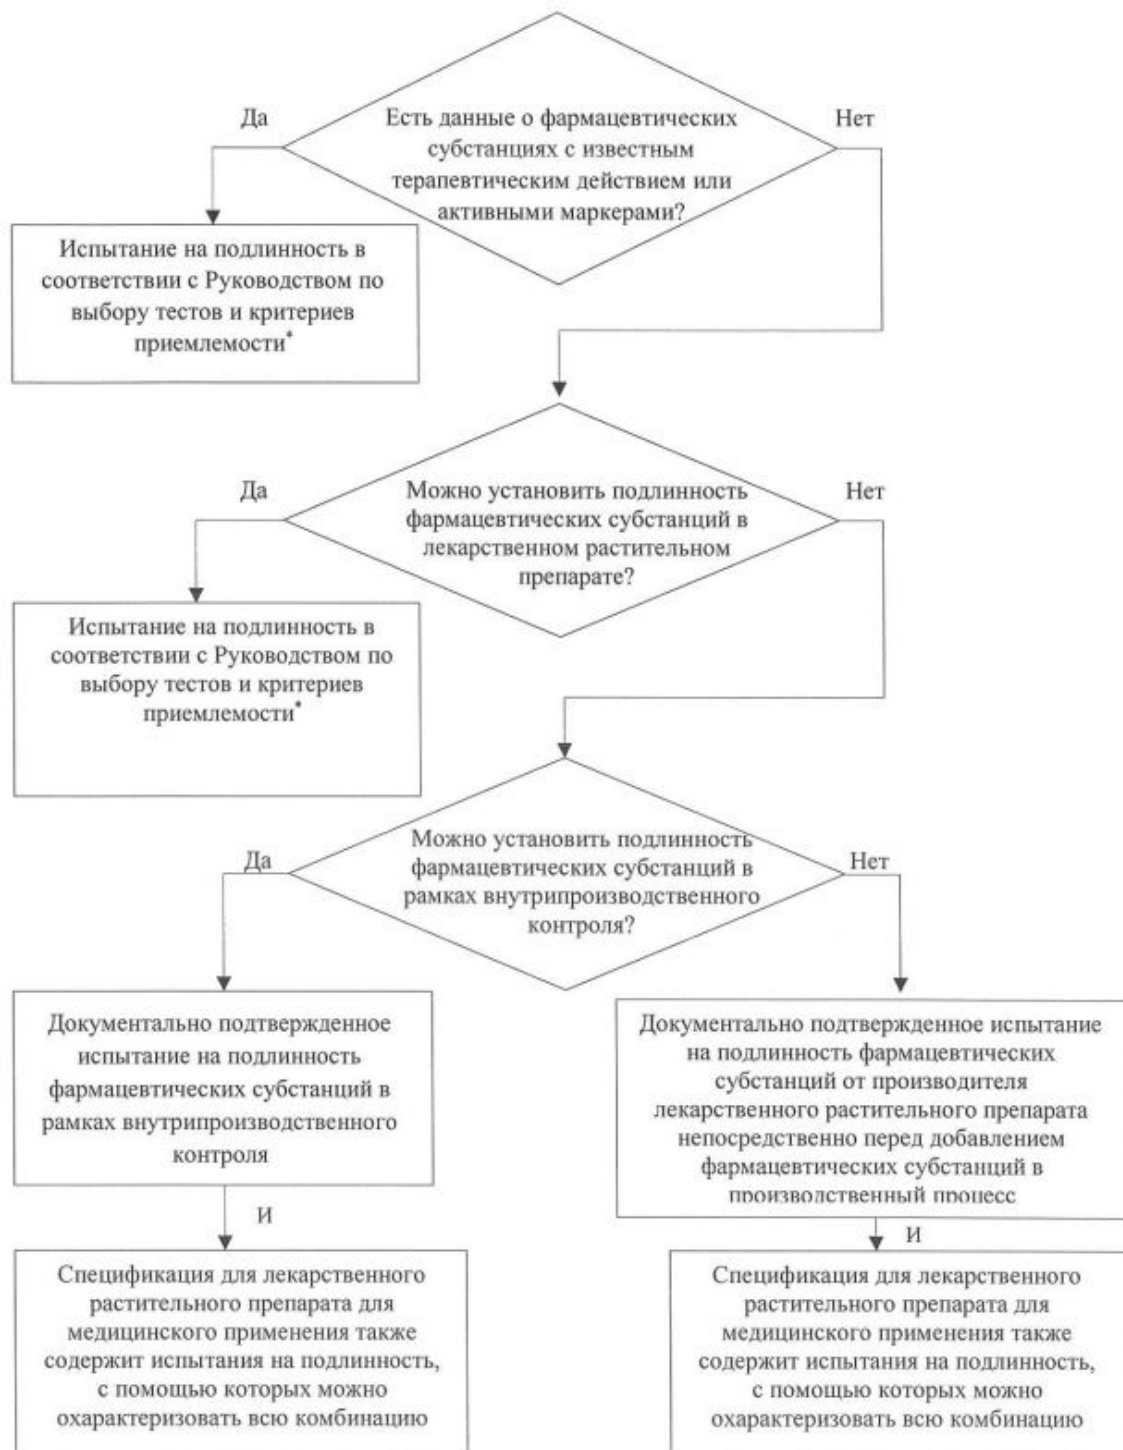 Да
Нет
Есть данные о фармацевтических
субстанциях с известным
терапевтическим действием или
активными маркерами?
Испытание на подлинность в
соответствии с Руководством по
выбору тестов и критериев
приемлемости*
Да
Нет
Можно установить подлинность
фармацевтических субстанций в
лекарственном растительном
препарате?
Испытание на подлинность в
соответствии с Руководством по
выбору тестов и критериев
приемлемости*
Да
Нет
Можно установить подлинность
фармацевтических субстанций в
рамках внутрипроизводственного
контроля?
Документально подтвержденное
испытание на подлинность
фармацевтических субстанций в
рамках внутрипроизводственного
контроля
Документально подтвержденное испытание
на подлинность фармацевтических
субстанций от производителя
лекарственного растительного препарата
непосредственно перед добавлением
фармацевтических субстанций в
производственный процесс
И
И
Спецификация для лекарственного
растительного препарата для
медицинского применения также
содержит испытания на подлинность,
с помощью которых можно
охарактеризовать всю комбинацию
Спецификация для лекарственного
растительного препарата для
медицинского применения также
содержит испытания на подлинность,
с помощью которых можно
охарактеризовать всю комбинацию